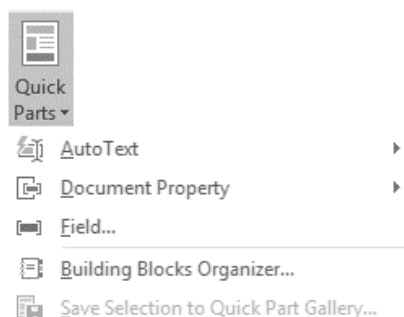 Quick
Parts
AutoText
Document Property
Field...
Building Blocks Organizer...
Save Selection to Quick Part Gallery...